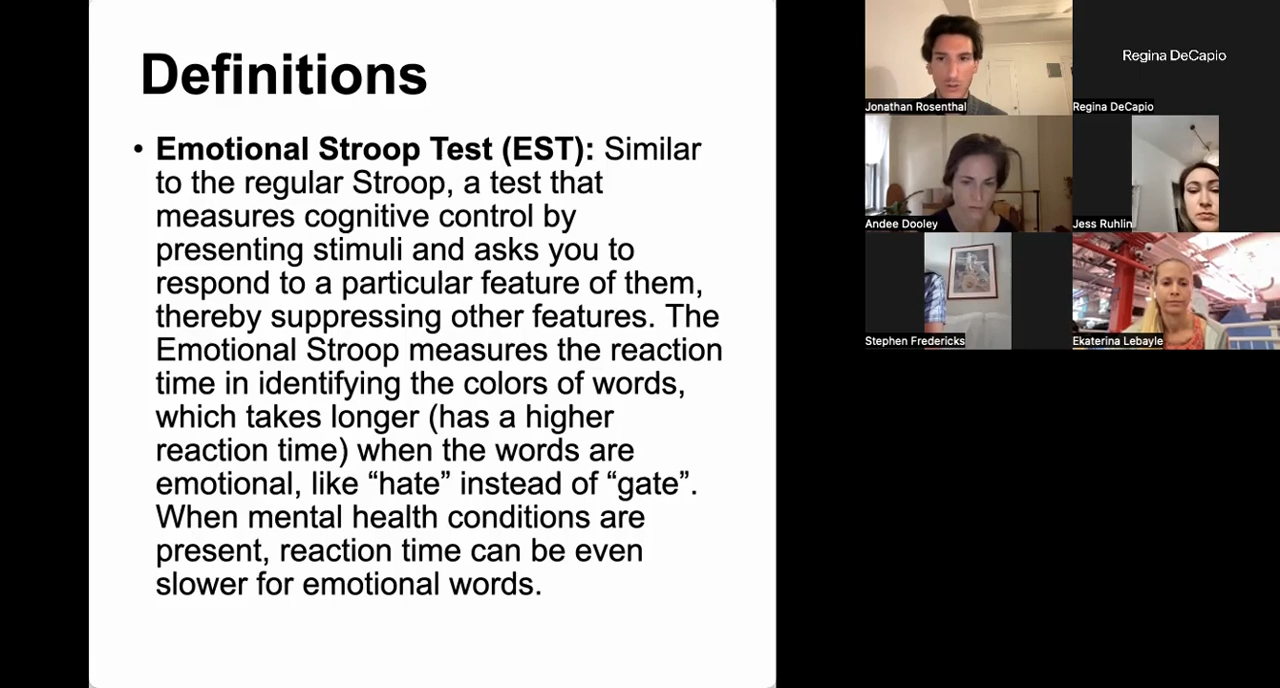 Definitions
• Emotional Stroop Test (EST): Similar
to the regular Stroop, a test that
measures cognitive control by
presenting stimuli and asks you to
respond to a particular feature of them,
thereby suppressing other features. The
Emotional Stroop measures the reaction
time in identifying the colors of words,
which takes longer (has a higher
reaction time) when the words are
emotional, like “hate” instead of “gate”.
When mental health conditions are
present, reaction time can be even
slower for emotional words.
Jonathan Rosenthal
Regina DeCapio
Regina DeCapio
Andee Dooley
Jess Ruhlin
Stephen Fredericks
Ekaterina Lebayle